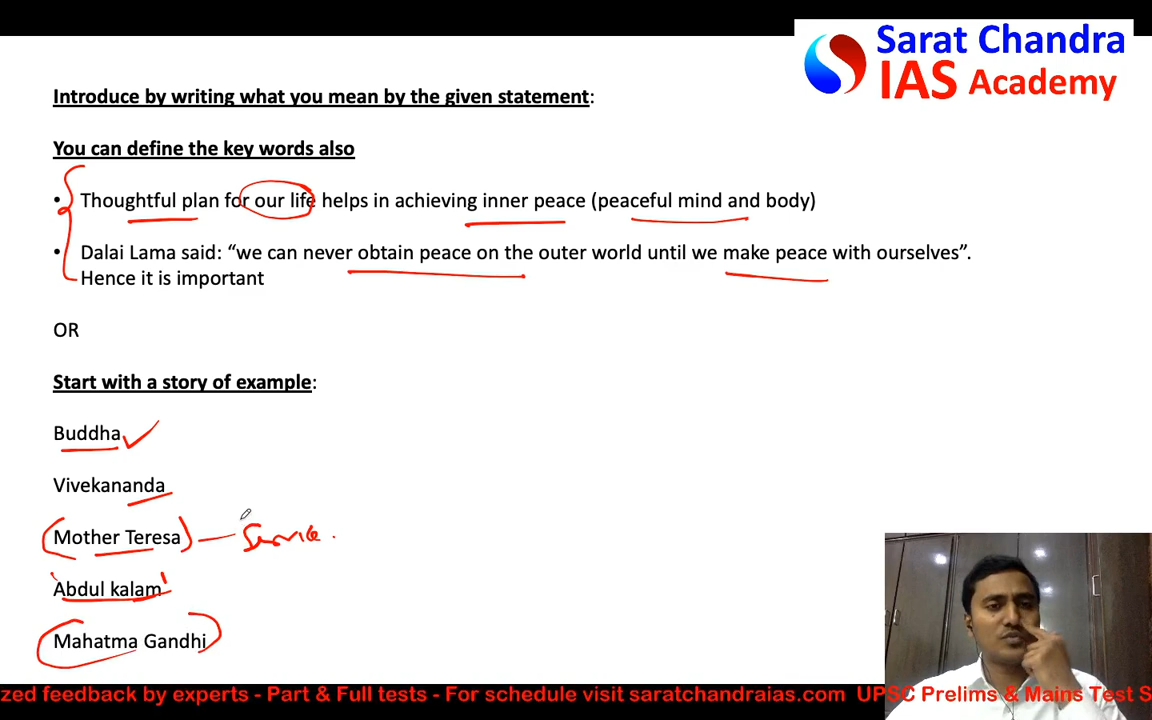 Sarat Chandra
IAS Academy
Introduce by writing what you mean by the given statement:
You can define the key words also
• Thoughtful plan for our life helps in achieving inner peace (peaceful mind and body)
• Dalai Lama said: “we can never obtain peace on the outer world until we make peace with ourselves”.
Hence it is important
OR
Start with a story of example:
Buddha
Vivekananda
Mother Teresa — Service.
Abdul kalam
Mahatma Gandhi
zed feedback by experts - Part & Full tests - For schedule visit saratchandraias.com UPSC Prelims & Mains Test S